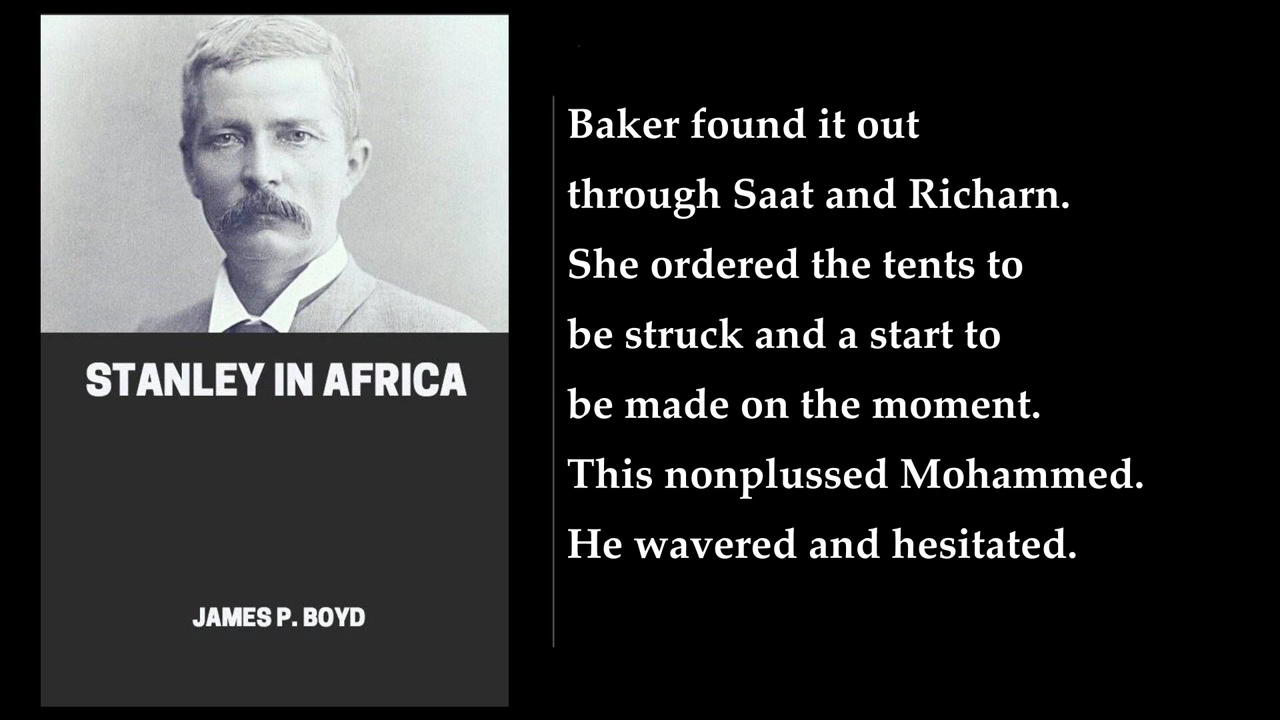 STANLEY IN AFRICA
JAMES P. BOYD
Baker found it out
through Saat and Richarn.
She ordered the tents to
be struck and a start to
be made on the moment.
This nonplussed Mohammed.
He wavered and hesitated.